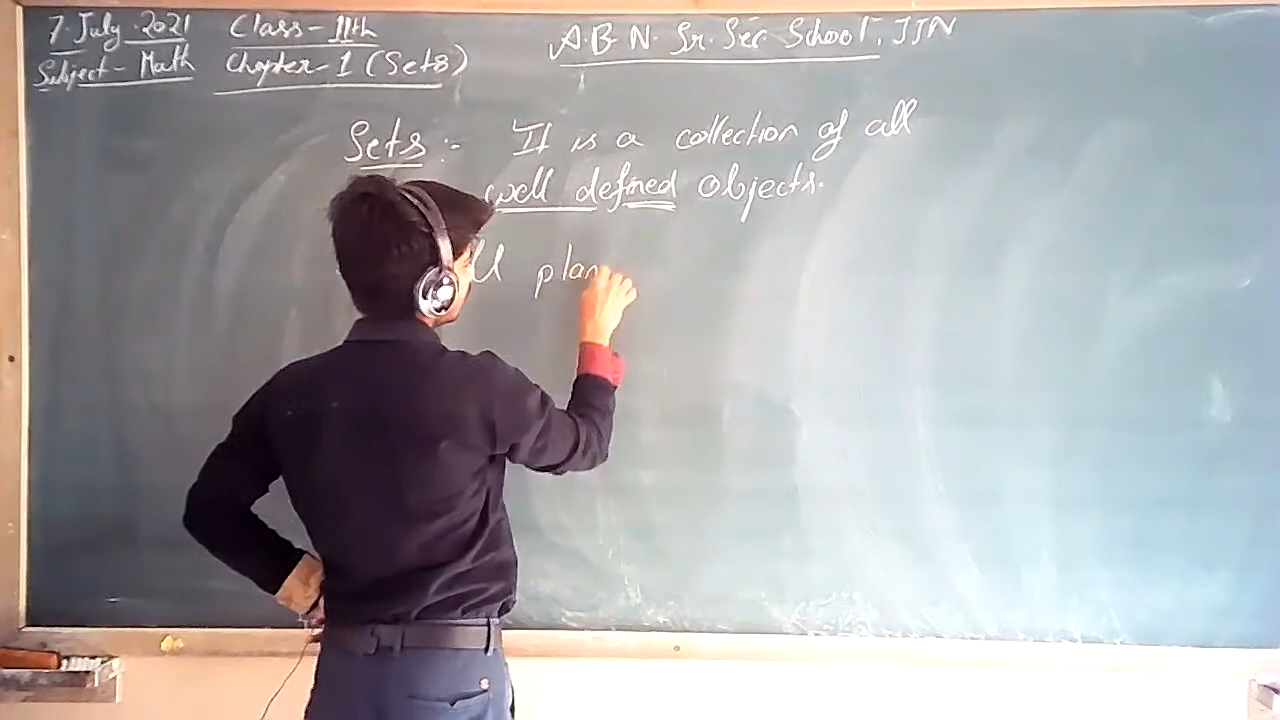 7.July.2021 Class-11th A.B.N. Sr. Sec. School, JJN
Subject- Math Chapter-1 (Sets)
Sets :- It is a collection of all
well defined objects.
plan